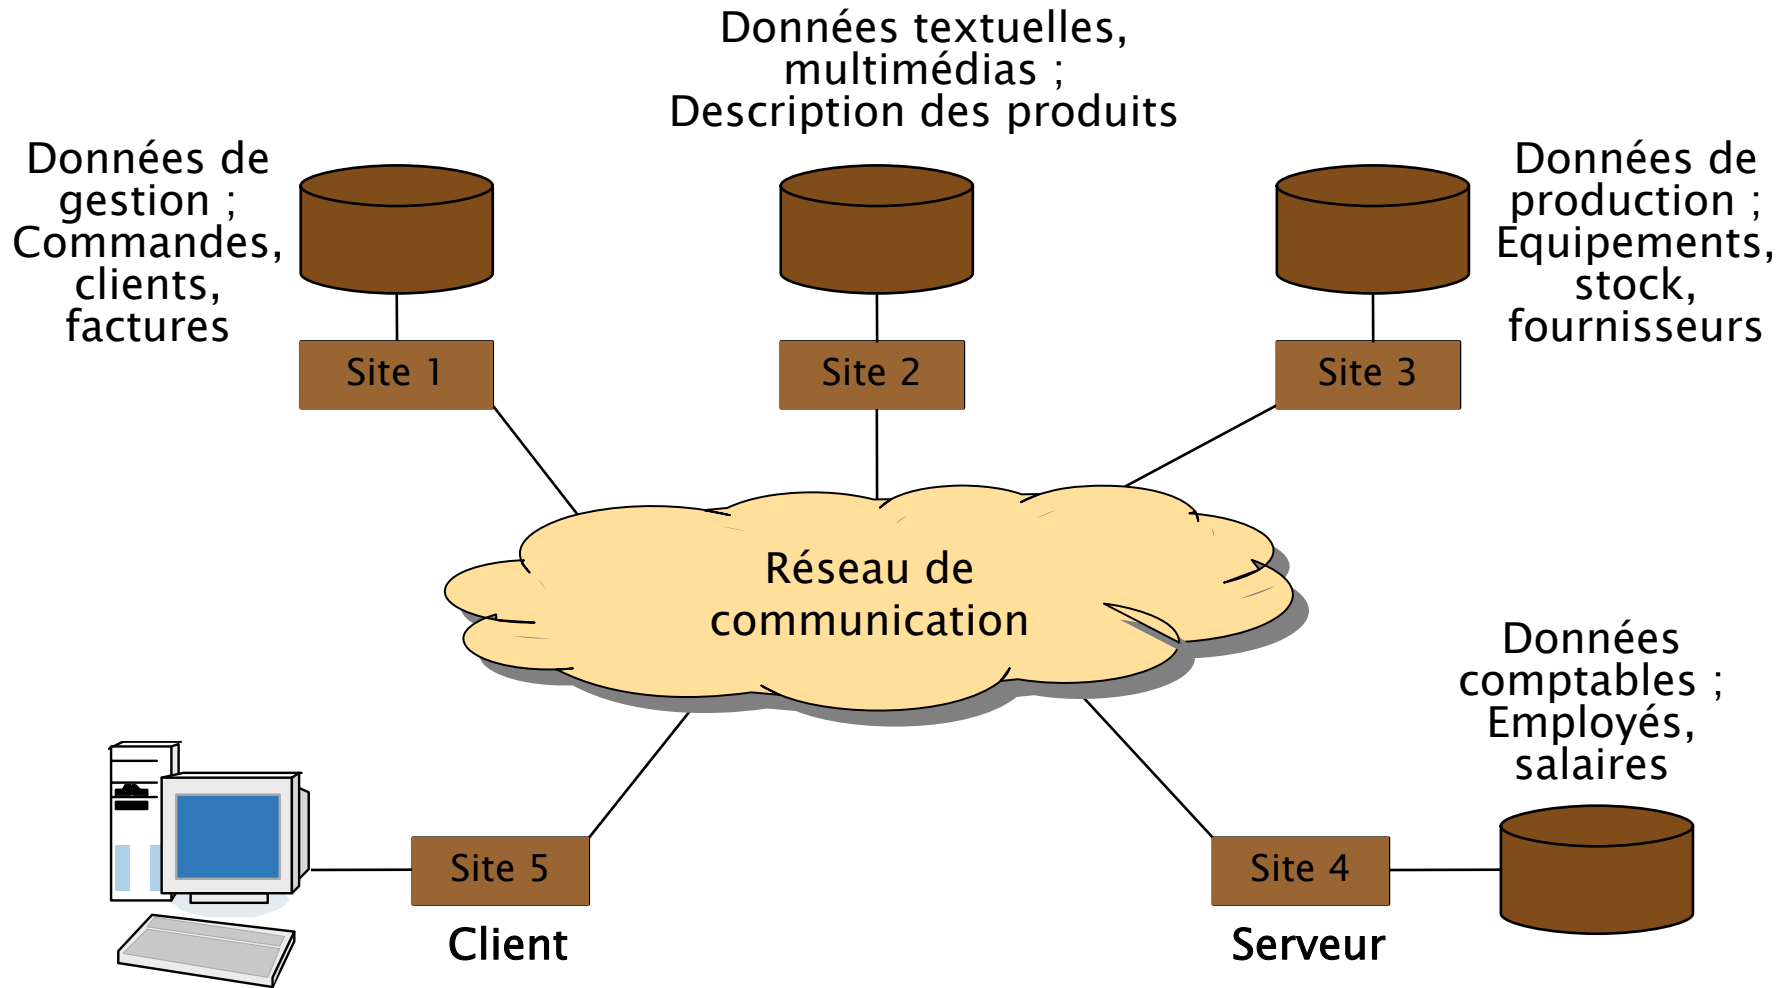 Données textuelles,
multimédias ;
Description des produits
Données de
gestion ;
Commandes,
clients,
factures
Données de
production ;
Equipements,
stock,
fournisseurs
Site 1
Site 2
Site 3
Réseau de
communication
Données
comptables ;
Employés,
salaires
Site 5
Site 4
Client
Serveur